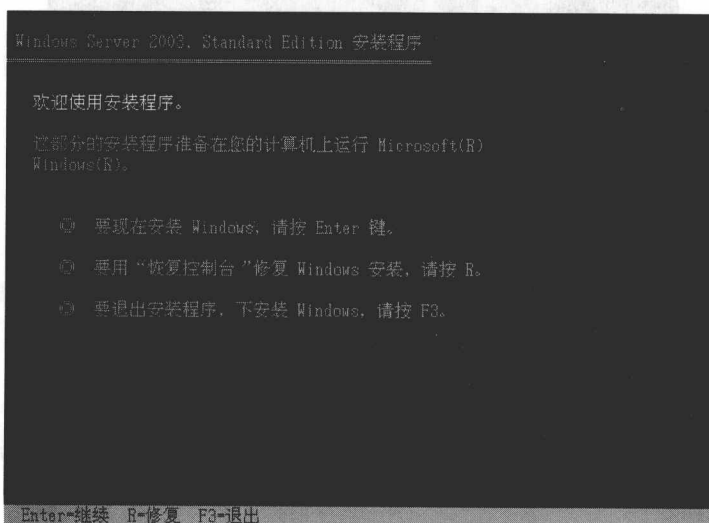 Windows Server 2003, Standard Edition 安装程序
欢迎使用安装程序。
这部分的安装程序准备在您的计算机上运行 Microsoft(R)
Windows(R)。
◎ 要现在安装 Windows, 请按 Enter 键。
◎ 要用“恢复控制台”修复 Windows 安装, 请按 R。
◎ 要退出安装程序, 下安装 Windows, 请按 F3。
Enter=继续 R=修复 F3=退出